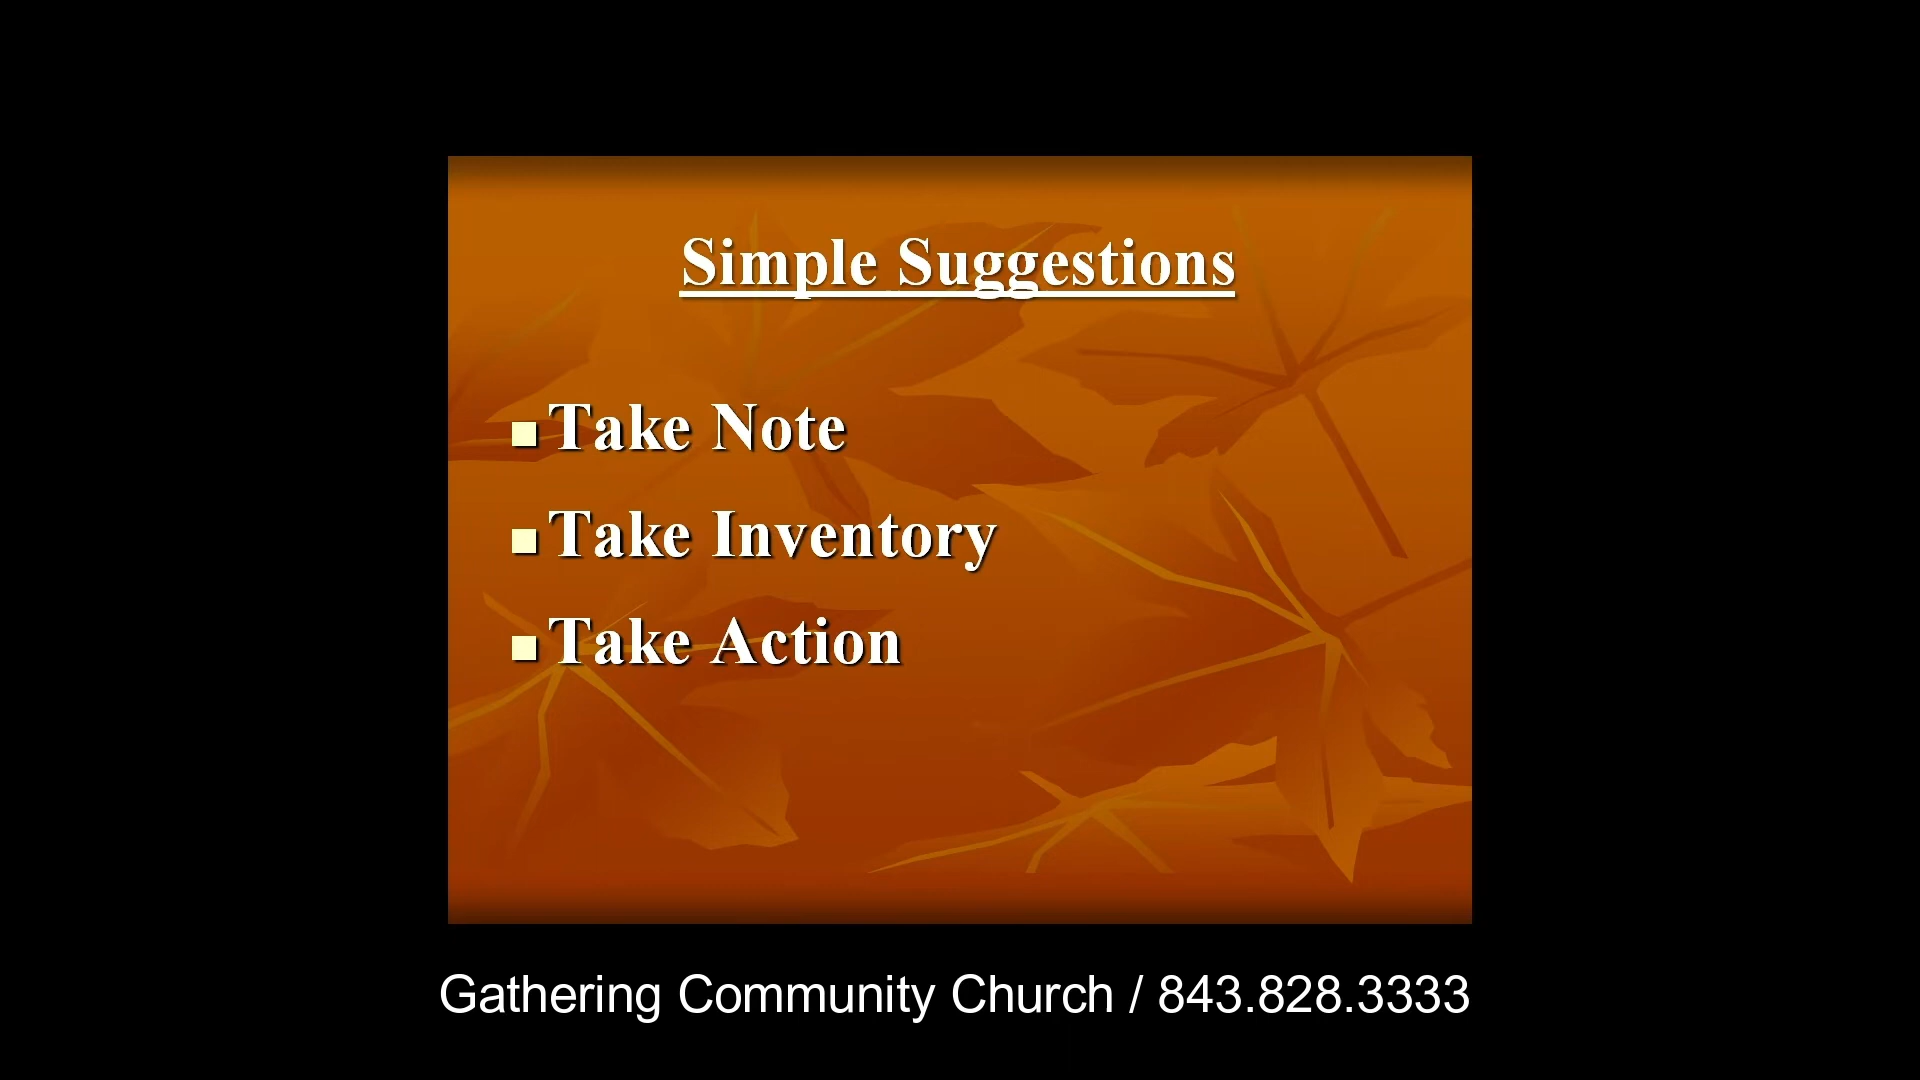 Simple Suggestions
Take Note
Take Inventory
Take Action
Gathering Community Church / 843.828.3333